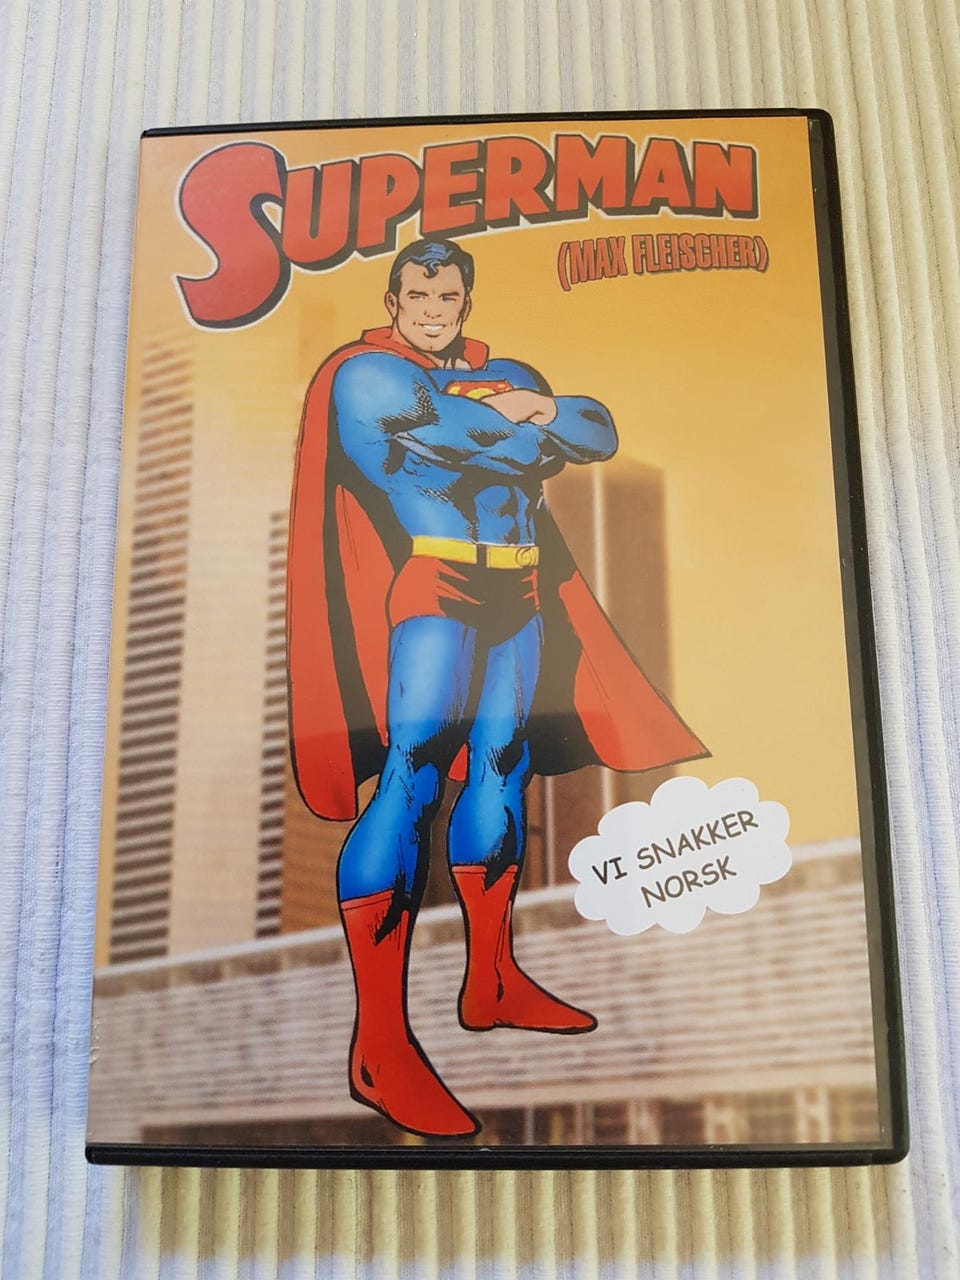 SUPERMAN
(MAX FLEISCHER)
VI SNAKKER
NORSK